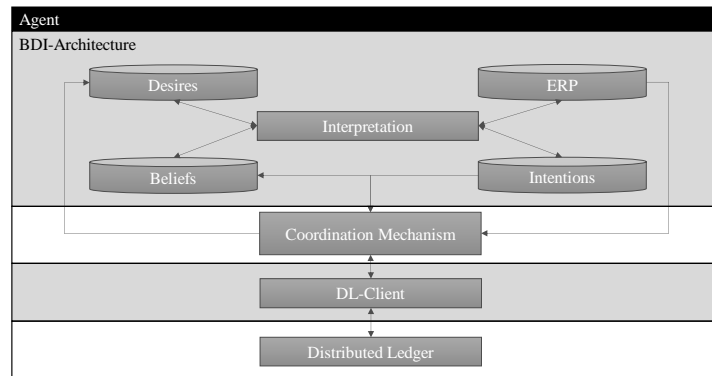 Agent
BDI-Architecture
Desires
ERP
Interpretation
Beliefs
Intentions
Coordination Mechanism
DL-Client
Distributed Ledger